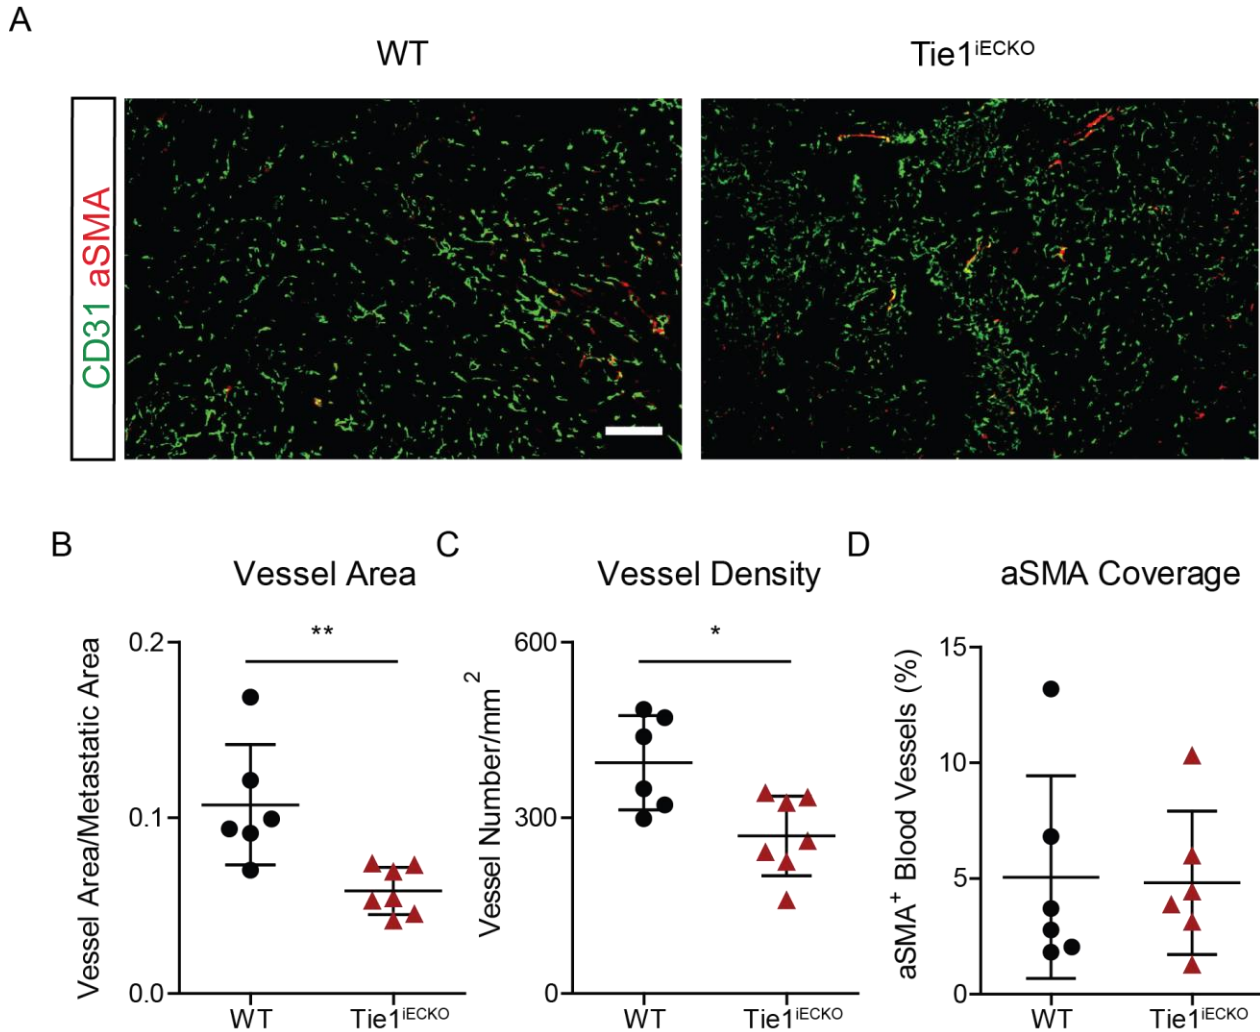 A
WT
Tie1iECKO
CD31 aSMA
B
C
D
Vessel Area
Vessel Density
aSMA Coverage
Vessel Area/Metastatic Area
0.2
0.1
0.0
**
WT
Tie1iECKO
Vessel Number/mm2
600
300
0
*
WT
Tie1iECKO
aSMA+ Blood Vessels (%)
15
10
5
0
WT
Tie1iECKO